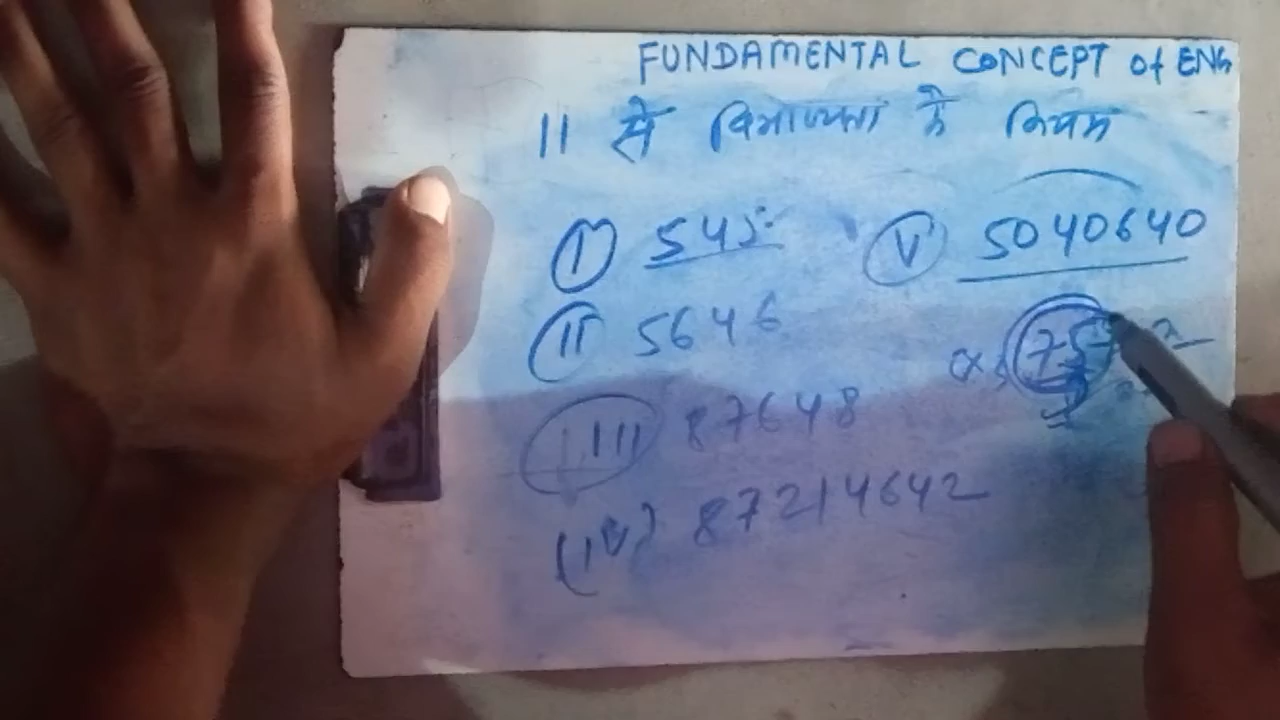 FUNDAMENTAL CONCEPT of ENG
11 से विभाज्यता के नियम
(I) 545
(II) 5646
(III) 87648
(IV) 87214642
(V) 5040640